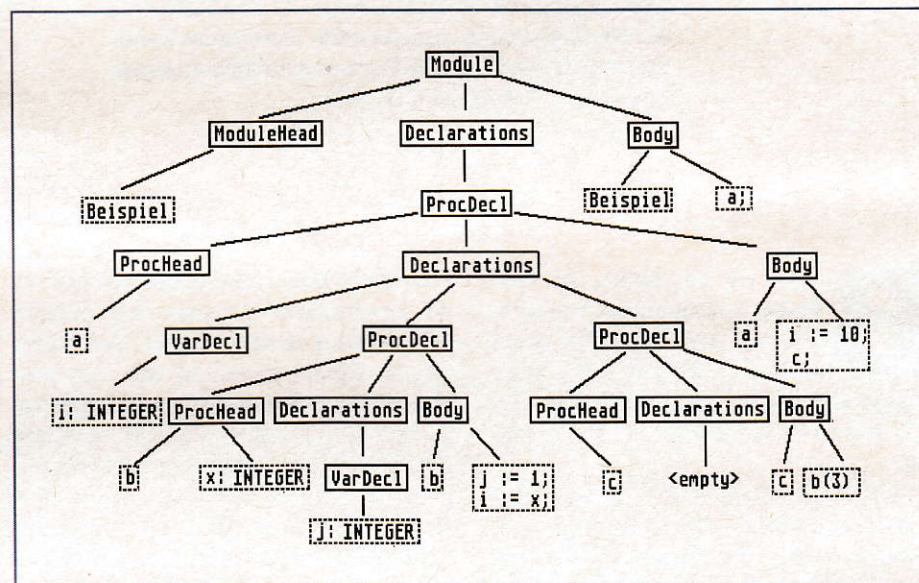 Module
ModuleHead
Declarations
Body
Beispiel
Beispiel
a;
ProcDecl
ProcHead
Declarations
Body
a
VarDecl
ProcDecl
ProcDecl
a
i := 10;
c;
i: INTEGER
ProcHead
Declarations
Body
ProcHead
Declarations
Body
b
x: INTEGER
VarDecl
b
j := 1;
i := x;
c
<empty>
c
b(3)
j: INTEGER